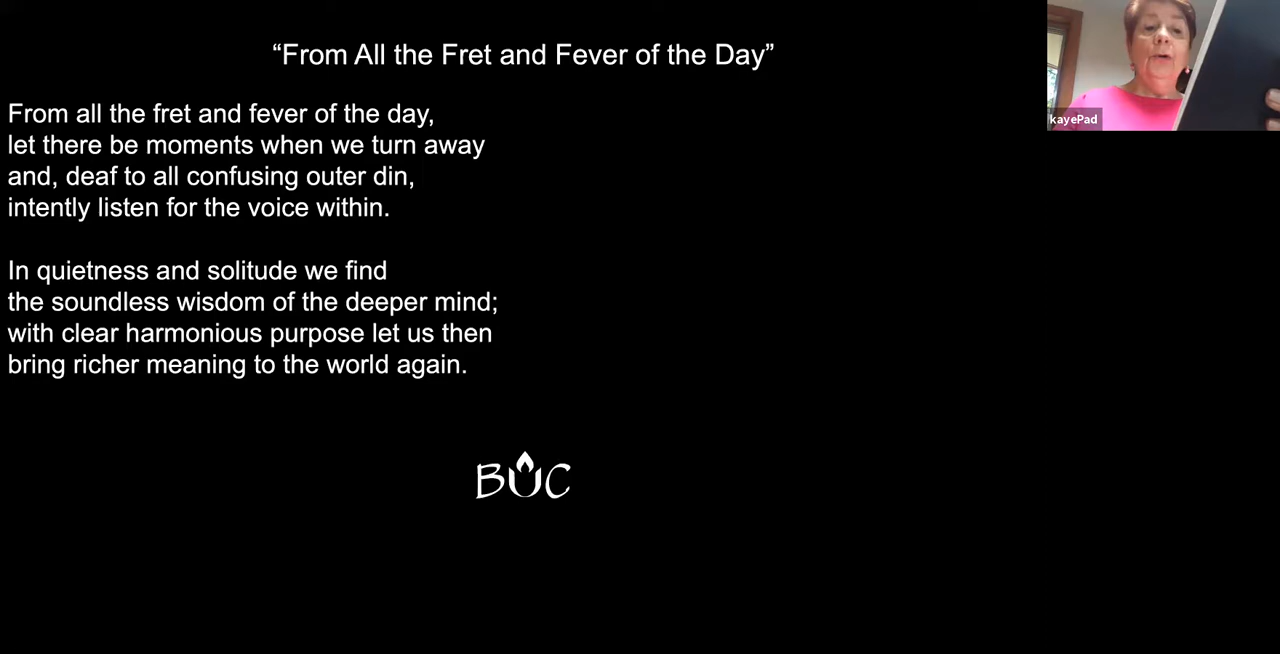 “From All the Fret and Fever of the Day”
From all the fret and fever of the day,
let there be moments when we turn away
and, deaf to all confusing outer din,
intently listen for the voice within.
In quietness and solitude we find
the soundless wisdom of the deeper mind;
with clear harmonious purpose let us then
bring richer meaning to the world again.
BUC
kayePad